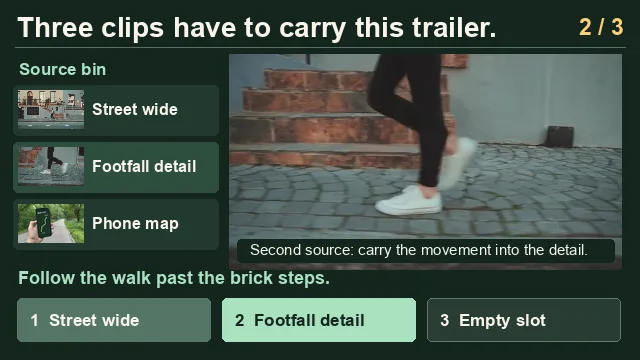 Three clips have to carry this trailer.
2 / 3
Source bin
Street wide
Footfall detail
Phone map
Second source: carry the movement into the detail.
Follow the walk past the brick steps.
1 Street wide
2 Footfall detail
3 Empty slot